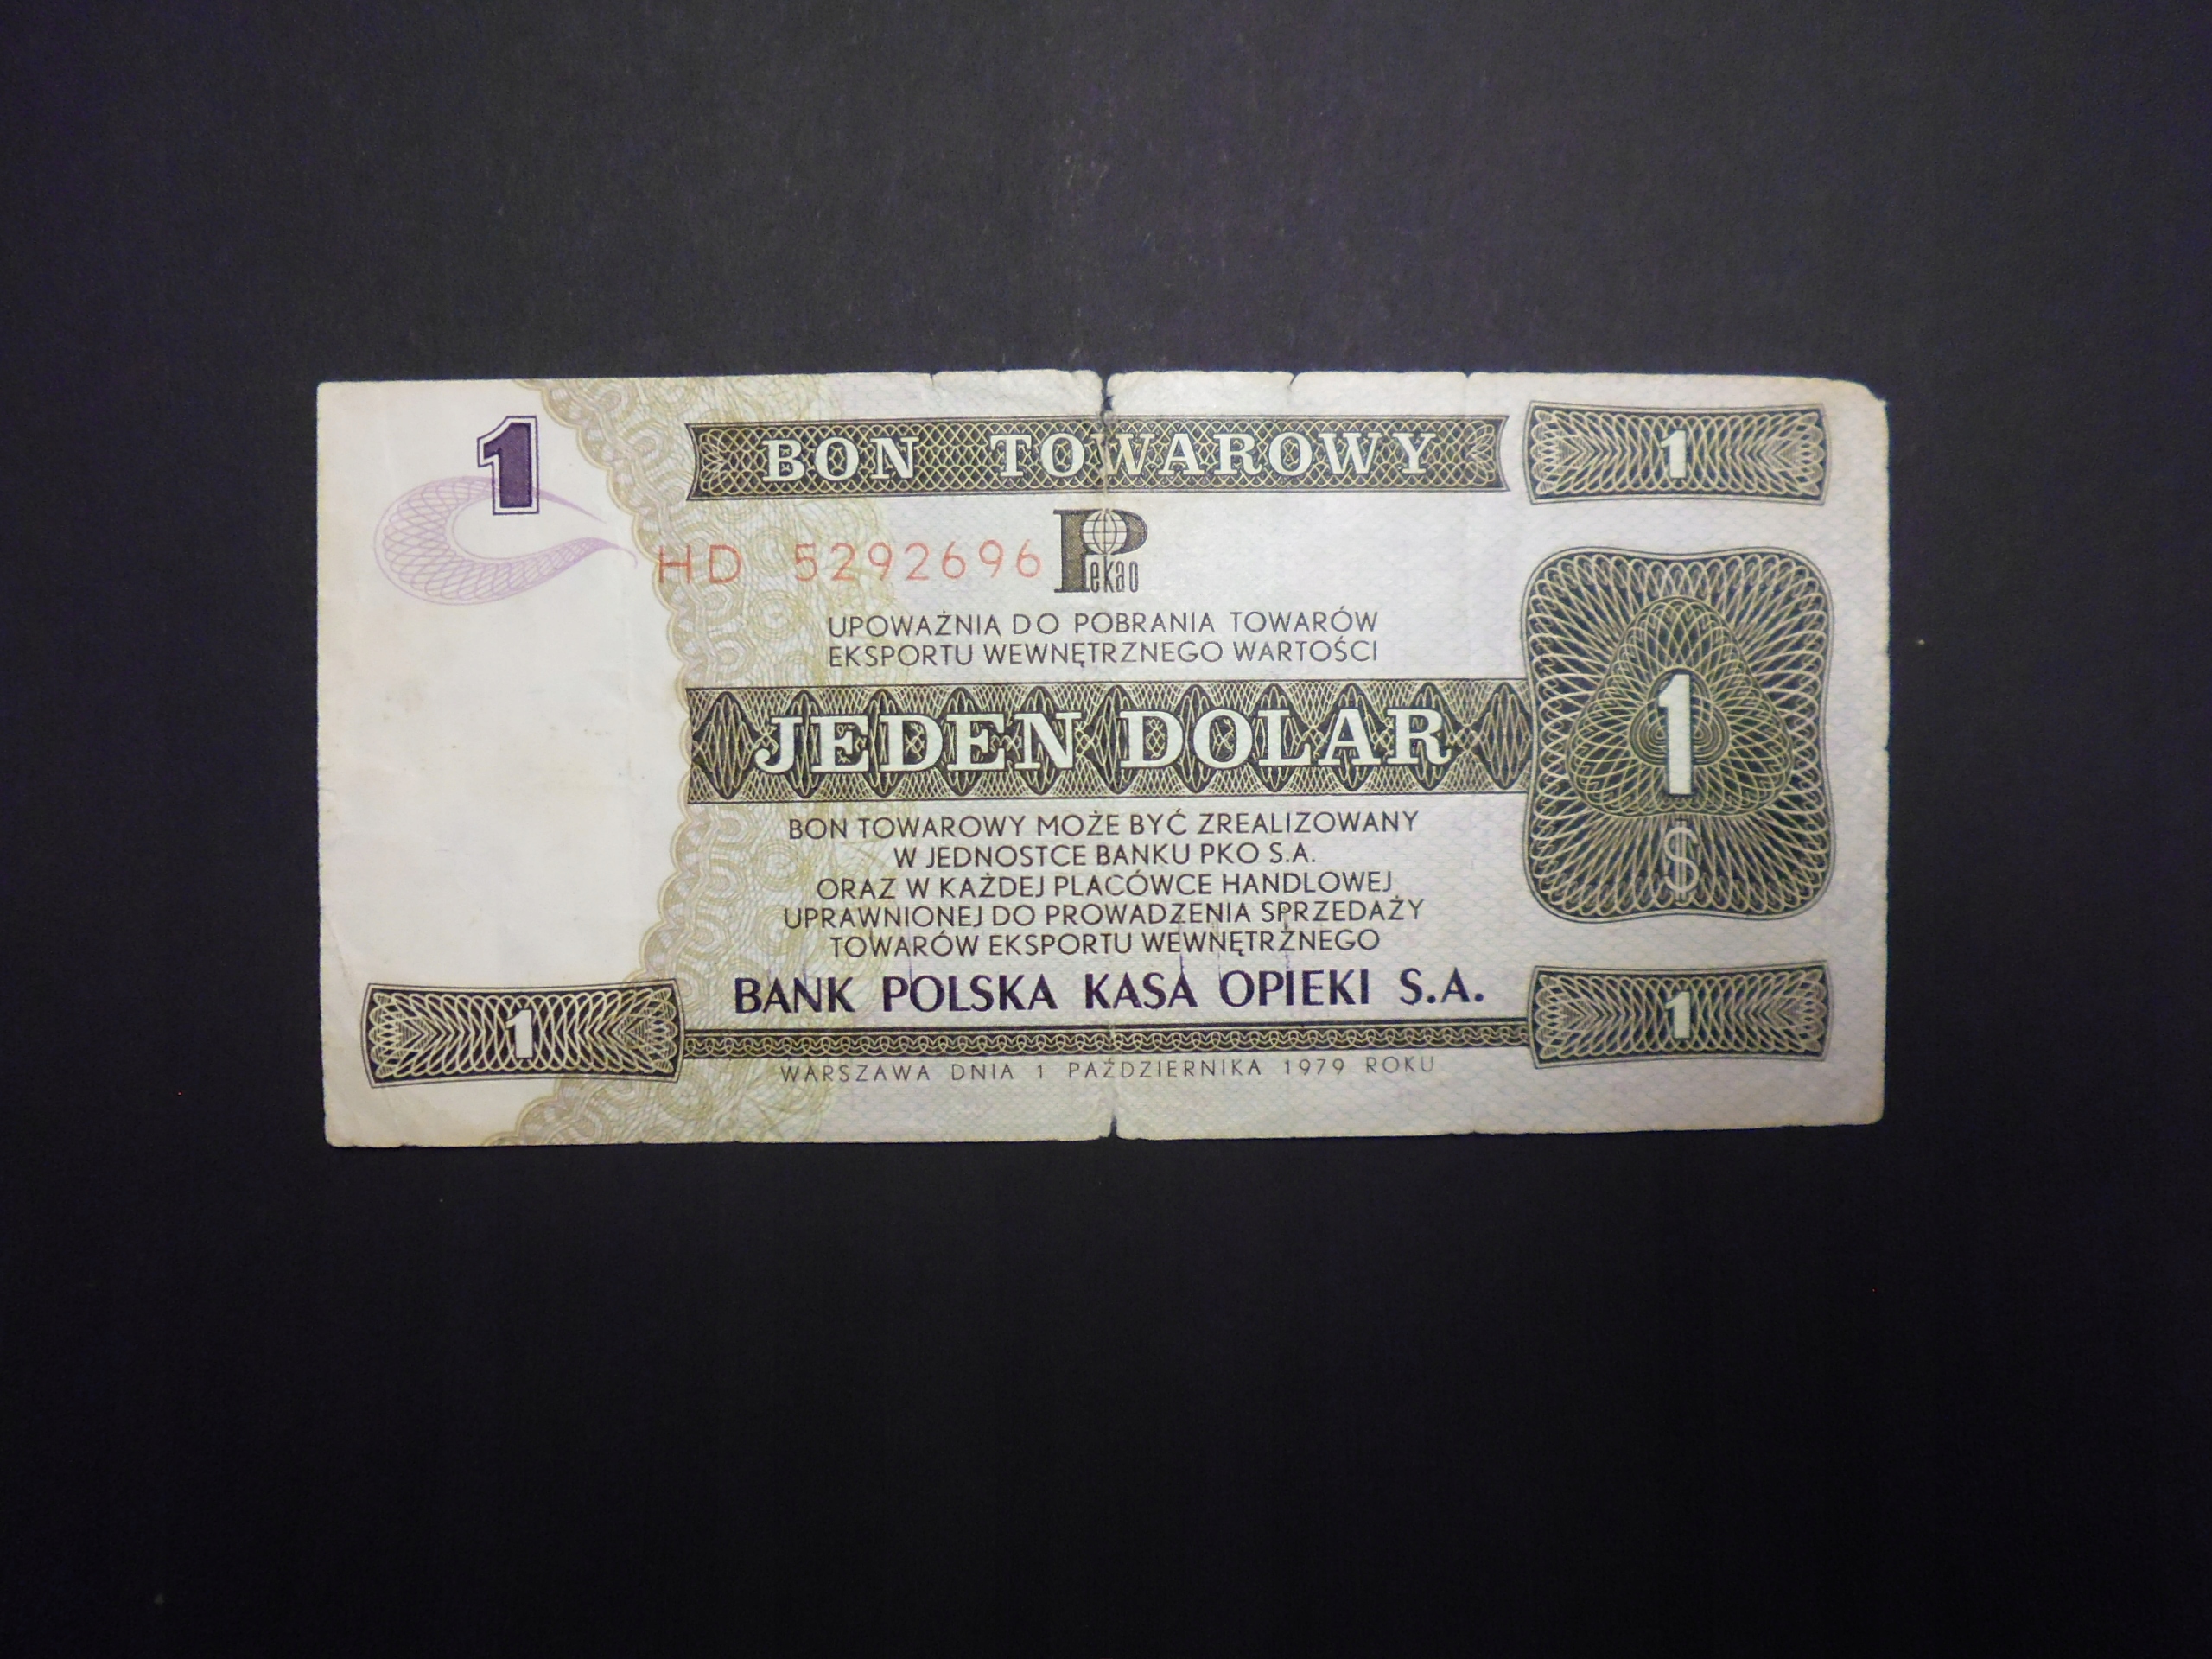 1
BON TOWAROWY
1
HD 5292696
Pekao
UPOWAŻNIA DO POBRANIA TOWARÓW
EKSPORTU WEWNĘTRZNEGO WARTOŚCI
JEDEN DOLAR
1
$
BON TOWAROWY MOŻE BYĆ ZREALIZOWANY
W JEDNOSTCE BANKU PKO S.A.
ORAZ W KAŻDEJ PLACÓWCE HANDLOWEJ
UPRAWNIONEJ DO PROWADZENIA SPRZEDAŻY
TOWARÓW EKSPORTU WEWNĘTRZNEGO
BANK POLSKA KASA OPIEKI S.A.
1
1
WARSZAWA DNIA 1 PAŹDZIERNIKA 1979 ROKU